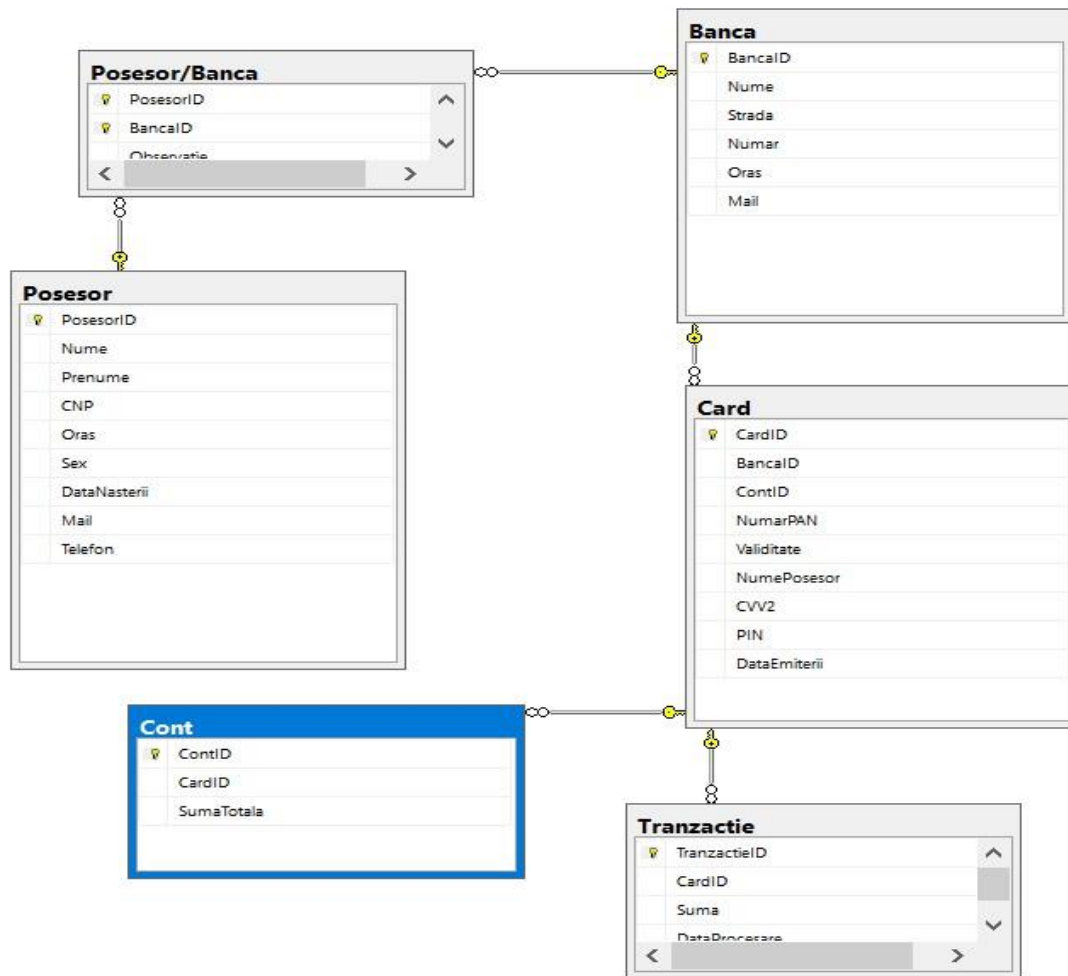 Posesor/Banca
PosesorID
BancaID
Observatie
Banca
BancaID
Nume
Strada
Numar
Oras
Mail
Posesor
PosesorID
Nume
Prenume
CNP
Oras
Sex
DataNasterii
Mail
Telefon
Card
CardID
BancaID
ContID
NumarPAN
Validitate
NumePosesor
CVV2
PIN
DataEmiterii
Cont
ContID
CardID
SumaTotala
Tranzactie
TranzactieID
CardID
Suma
DataProcesare